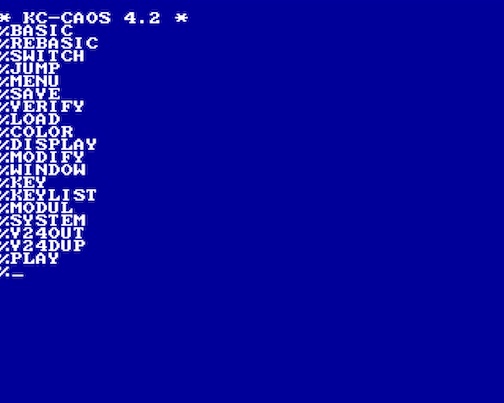 * KC-CAOS 4.2 *
%BASIC
%REBASIC
%SWITCH
%JUMP
%MENU
%SAVE
%VERIFY
%LOAD
%COLOR
%DISPLAY
%MODIFY
%WINDOW
%KEY
%KEYLIST
%MODUL
%SYSTEM
%V24OUT
%V24DUP
%PLAY
%_